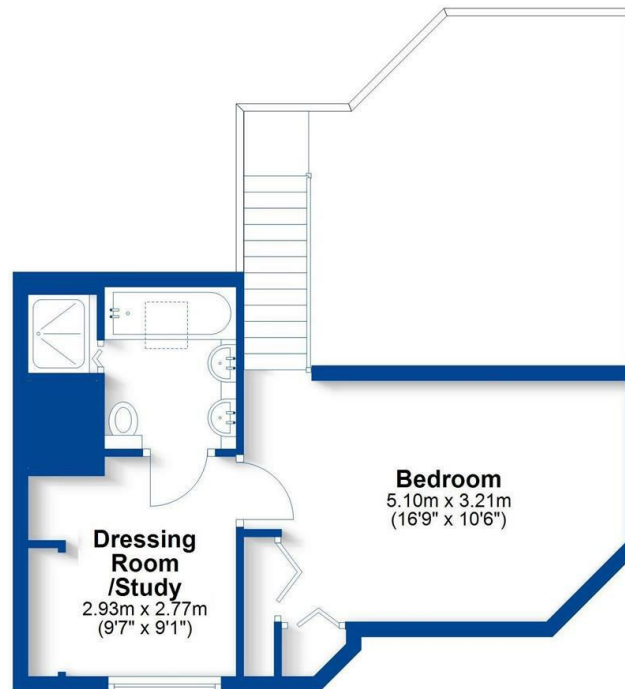 Bedroom
5.10m x 3.21m
(16'9" x 10'6")
Dressing
Room
/Study
2.93m x 2.77m
(9'7" x 9'1")